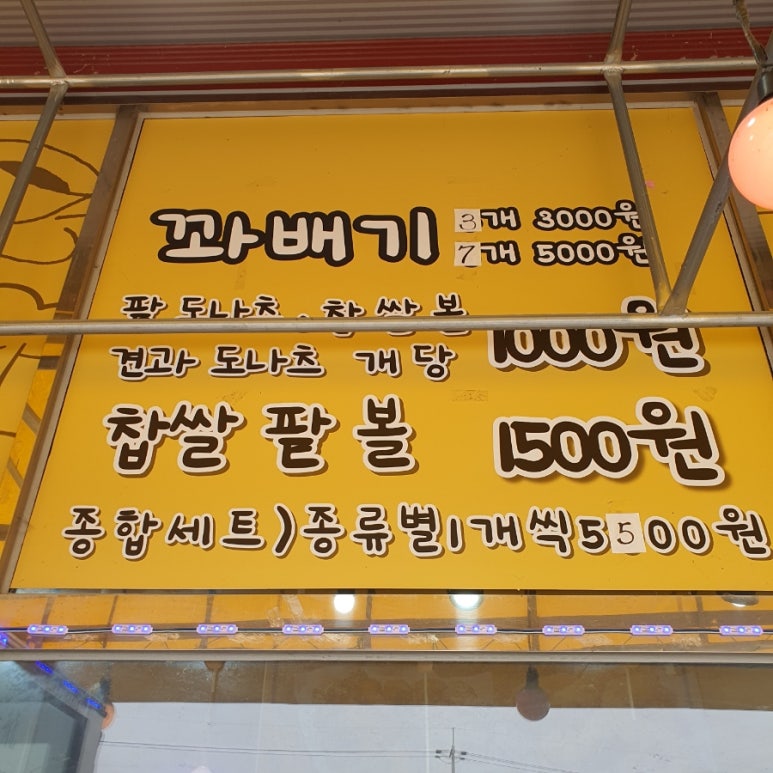 꽈배기 3개 3000원
7개 5000원
팥 도나츠 . 찹쌀볼
견과 도나츠 개당 1000원
찹쌀팥볼 1500원
종합세트)종류별1개씩5500원